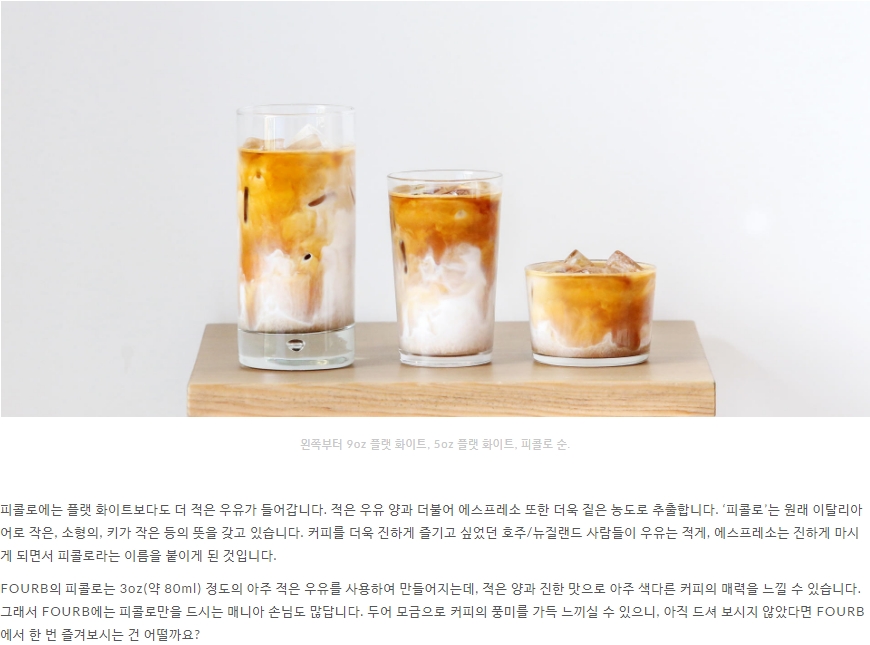 왼쪽부터 9oz 플랫 화이트, 5oz 플랫 화이트, 피콜로 순.
피콜로에는 플랫 화이트보다도 더 적은 우유가 들어갑니다. 적은 우유 양과 더불어 에스프레소 또한 더욱 짙은 농도로 추출합니다. '피콜로'는 원래 이탈리아
어로 작은, 소형의, 키가 작은 등의 뜻을 갖고 있습니다. 커피를 더욱 진하게 즐기고 싶었던 호주/뉴질랜드 사람들이 우유는 적게, 에스프레소는 진하게 마시
게 되면서 피콜로라는 이름을 붙이게 된 것입니다.
FOURB의 피콜로는 3oz(약 80ml) 정도의 아주 적은 우유를 사용하여 만들어지는데, 적은 양과 진한 맛으로 아주 색다른 커피의 매력을 느낄 수 있습니다.
그래서 FOURB에는 피콜로만을 드시는 매니아 손님도 많답니다. 두어 모금으로 커피의 풍미를 가득 느끼실 수 있으니, 아직 드셔 보시지 않았다면 FOURB
에서 한 번 즐겨보시는 건 어떨까요?